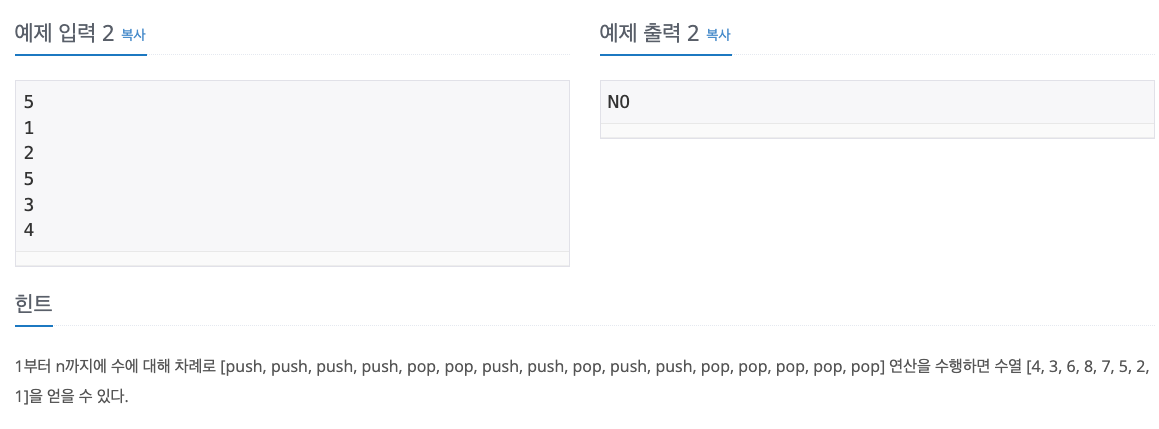 예제 입력 2 복사
5
1
2
5
3
4
예제 출력 2 복사
NO
힌트
1부터 n까지에 수에 대해 차례로 [push, push, push, push, pop, pop, push, push, pop, push, push, pop, pop, pop, pop, pop] 연산을 수행하면 수열 [4, 3, 6, 8, 7, 5, 2,
1]을 얻을 수 있다.